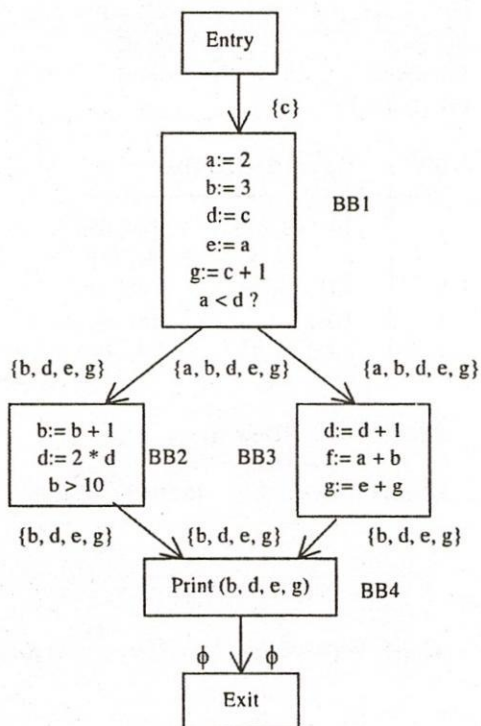 Entry
{c}
a:= 2
b:= 3
d:= c
e:= a
g:= c + 1
a < d ?
BB1
{b, d, e, g}
{a, b, d, e, g}
{a, b, d, e, g}
b:= b + 1
d:= 2 * d
b > 10
BB2
BB3
d:= d + 1
f:= a + b
g:= e + g
{b, d, e, g}
{b, d, e, g}
{b, d, e, g}
Print (b, d, e, g)
BB4
ϕ
ϕ
Exit